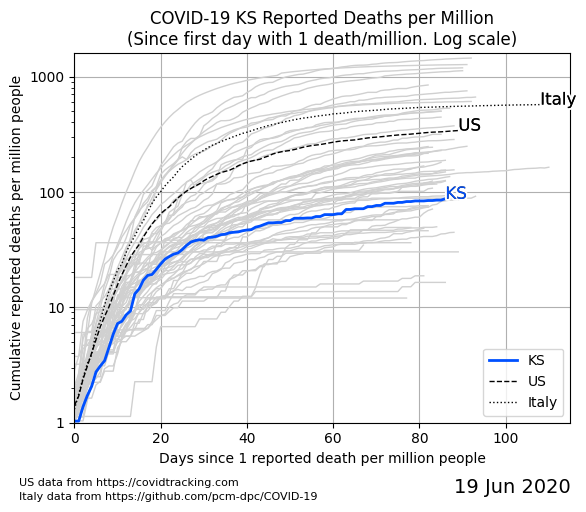 COVID-19 KS Reported Deaths per Million
(Since first day with 1 death/million. Log scale)
Cumulative reported deaths per million people
1000
100
10
1
Italy
US
KS
KS
US
Italy
0 20 40 60 80 100
Days since 1 reported death per million people
US data from https://covidtracking.com
Italy data from https://github.com/pcm-dpc/COVID-19
19 Jun 2020